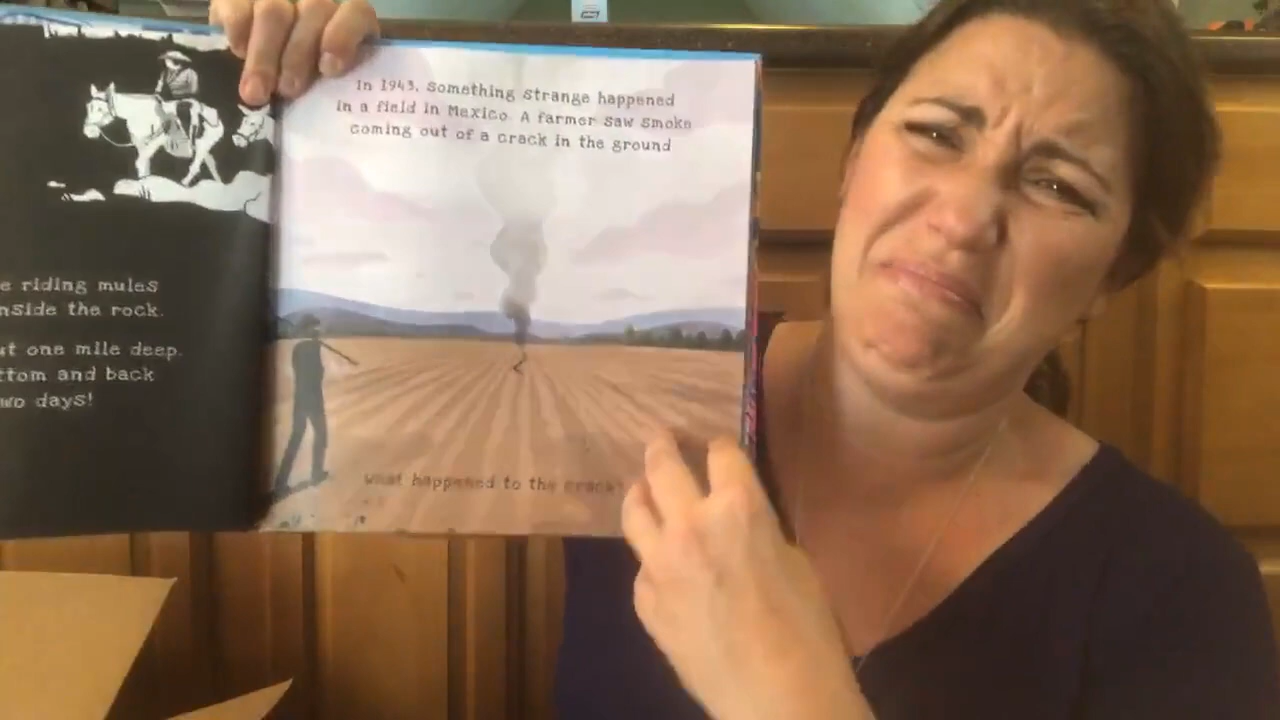 e riding mules
nside the rock.
ut one mile deep.
ttom and back
wo days!
In 1943, something strange happened
in a field in Mexico. A farmer saw smoke
coming out of a crack in the ground
What happened to the crack?